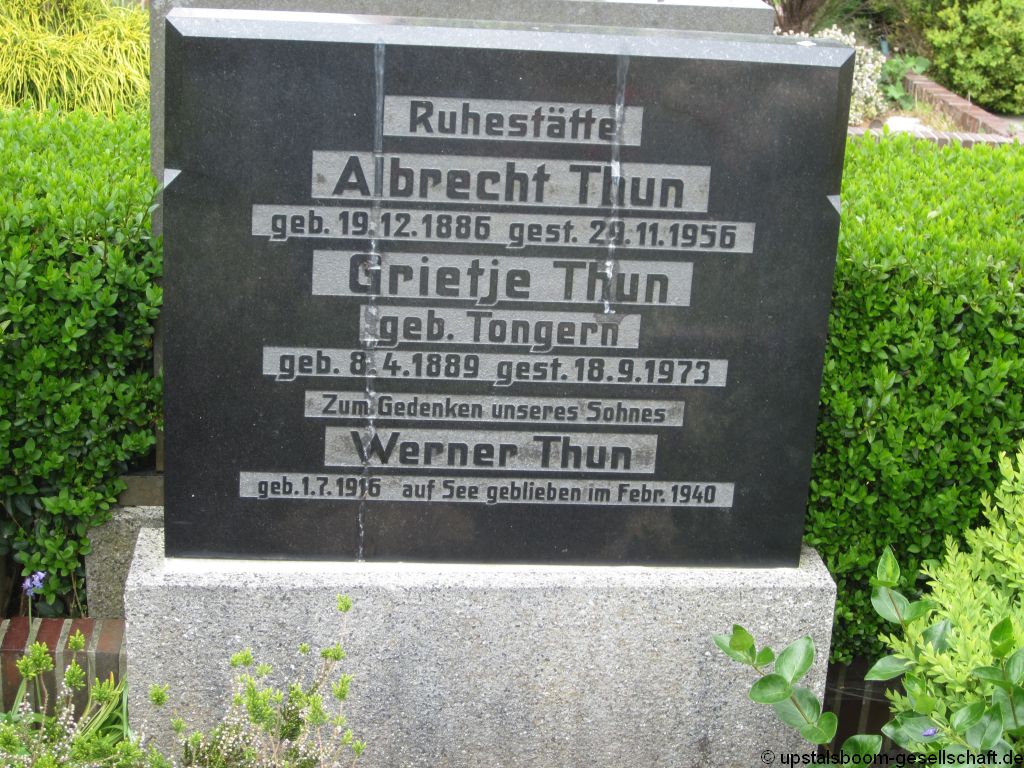 Ruhestätte
Albrecht Thun
geb. 19.12.1886 gest. 29.11.1956
Grietje Thun
geb. Tongern
geb. 8.4.1889 gest. 18.9.1973
Zum Gedenken unseres Sohnes
Werner Thun
geb. 1.7.1916 auf See geblieben im Febr. 1940
© upstalsboom-gesellschaft.de